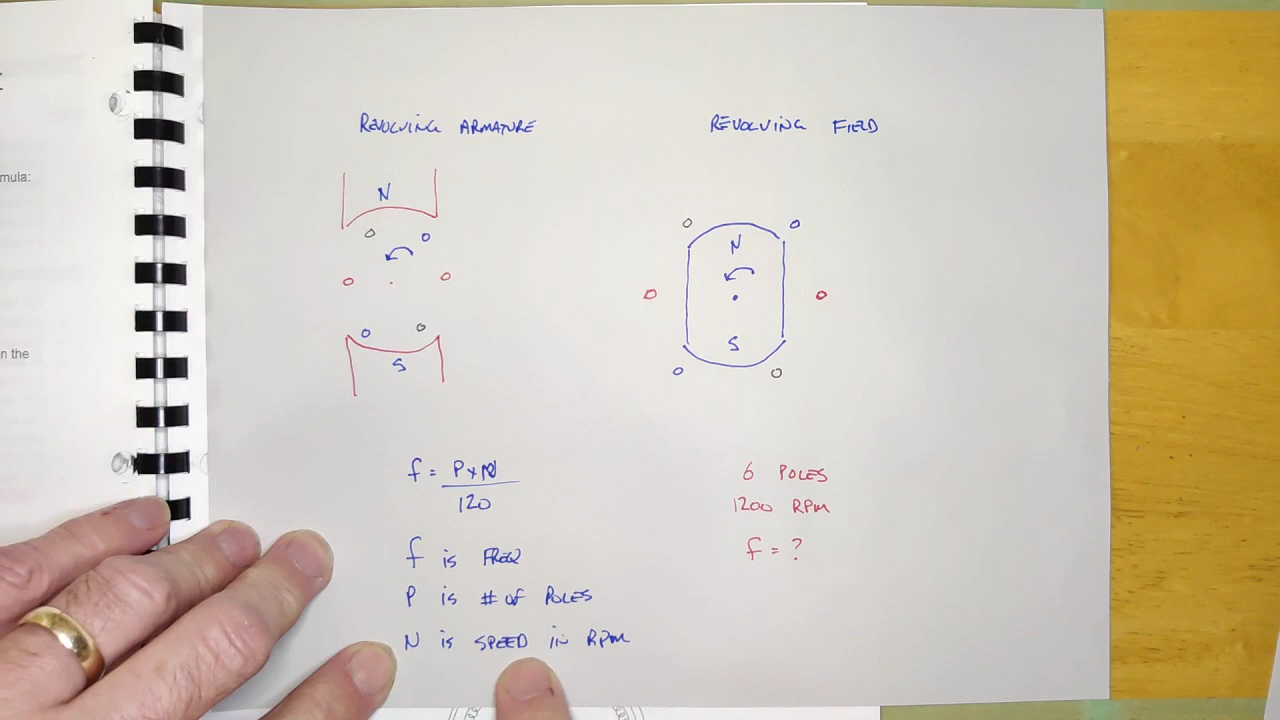 mula:
n the
REVOLVING ARMATURE
N
S
f = P x N
120
f is FREQ
P is # of POLES
N is SPEED in RPM
REVOLVING FIELD
N
S
6 POLES
1200 RPM
f = ?